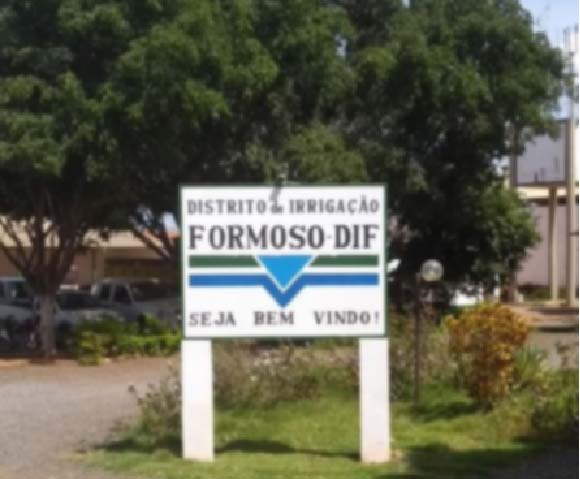 DISTRITO de IRRIGAÇÃO
FORMOSO-DIF
SEJA BEM VINDO!